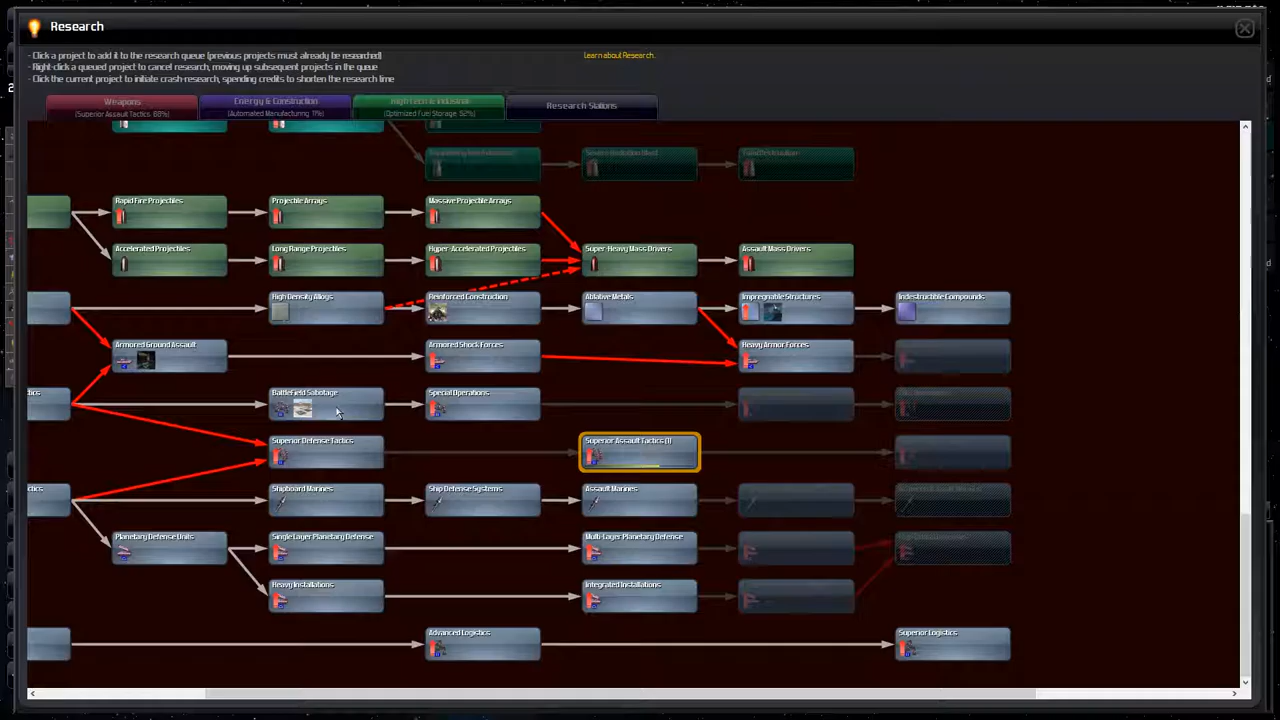 Research
- Click a project to add it to the research queue (previous projects must already be researched)
- Right-click a queued project to cancel research, moving up subsequent projects in the queue
- Click the current project to initiate crash-research, spending credits to shorten the research time
Learn about Research.
Weapons
(Superior Assault Tactics: 66%)
Energy & Construction
(Automated Manufacturing: 11%)
HighTech & Industrial
(Optimized Fuel Storage: 52%)
Research Stations
Rapid Fire Projectiles
Projectile Arrays
Massive Projectile Arrays
Accelerated Projectiles
Long Range Projectiles
Hyper-Accelerated Projectiles
Super-Heavy Mass Drivers
Assault Mass Drivers
High Density Alloys
Reinforced Construction
Ablative Metals
Impregnable Structures
Indestructible Compounds
Armored Ground Assault
Armored Shock Forces
Heavy Armor Forces
tics
Battlefield Sabotage
Special Operations
Superior Defense Tactics
Superior Assault Tactics (1)
tics
Shipboard Marines
Ship Defense Systems
Assault Marines
Planetary Defense Units
Single Layer Planetary Defense
Multi-Layer Planetary Defense
Heavy Installations
Integrated Installations
Advanced Logistics
Superior Logistics